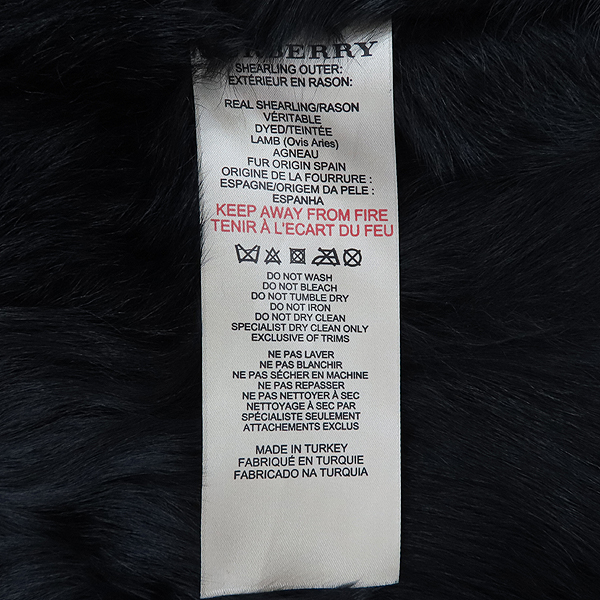 BERRY
SHEARLING OUTER:
EXTÉRIEUR EN RASON:
REAL SHEARLING/RASON
VÉRITABLE
DYED/TEINTÉE
LAMB (Ovis Aries)
AGNEAU
FUR ORIGIN SPAIN
ORIGINE DE LA FOURRURE :
ESPAGNE/ORIGEM DA PELE :
ESPANHA
KEEP AWAY FROM FIRE
TENIR À L'ECART DU FEU
DO NOT WASH
DO NOT BLEACH
DO NOT TUMBLE DRY
DO NOT IRON
DO NOT DRY CLEAN
SPECIALIST DRY CLEAN ONLY
EXCLUSIVE OF TRIMS
NE PAS LAVER
NE PAS BLANCHIR
NE PAS SÉCHER EN MACHINE
NE PAS REPASSER
NE PAS NETTOYER À SEC
NETTOYAGE À SEC PAR
SPÉCIALISTE SEULEMENT
ATTACHEMENTS EXCLUS
MADE IN TURKEY
FABRIQUÉ EN TURQUIE
FABRICADO NA TURQUIA